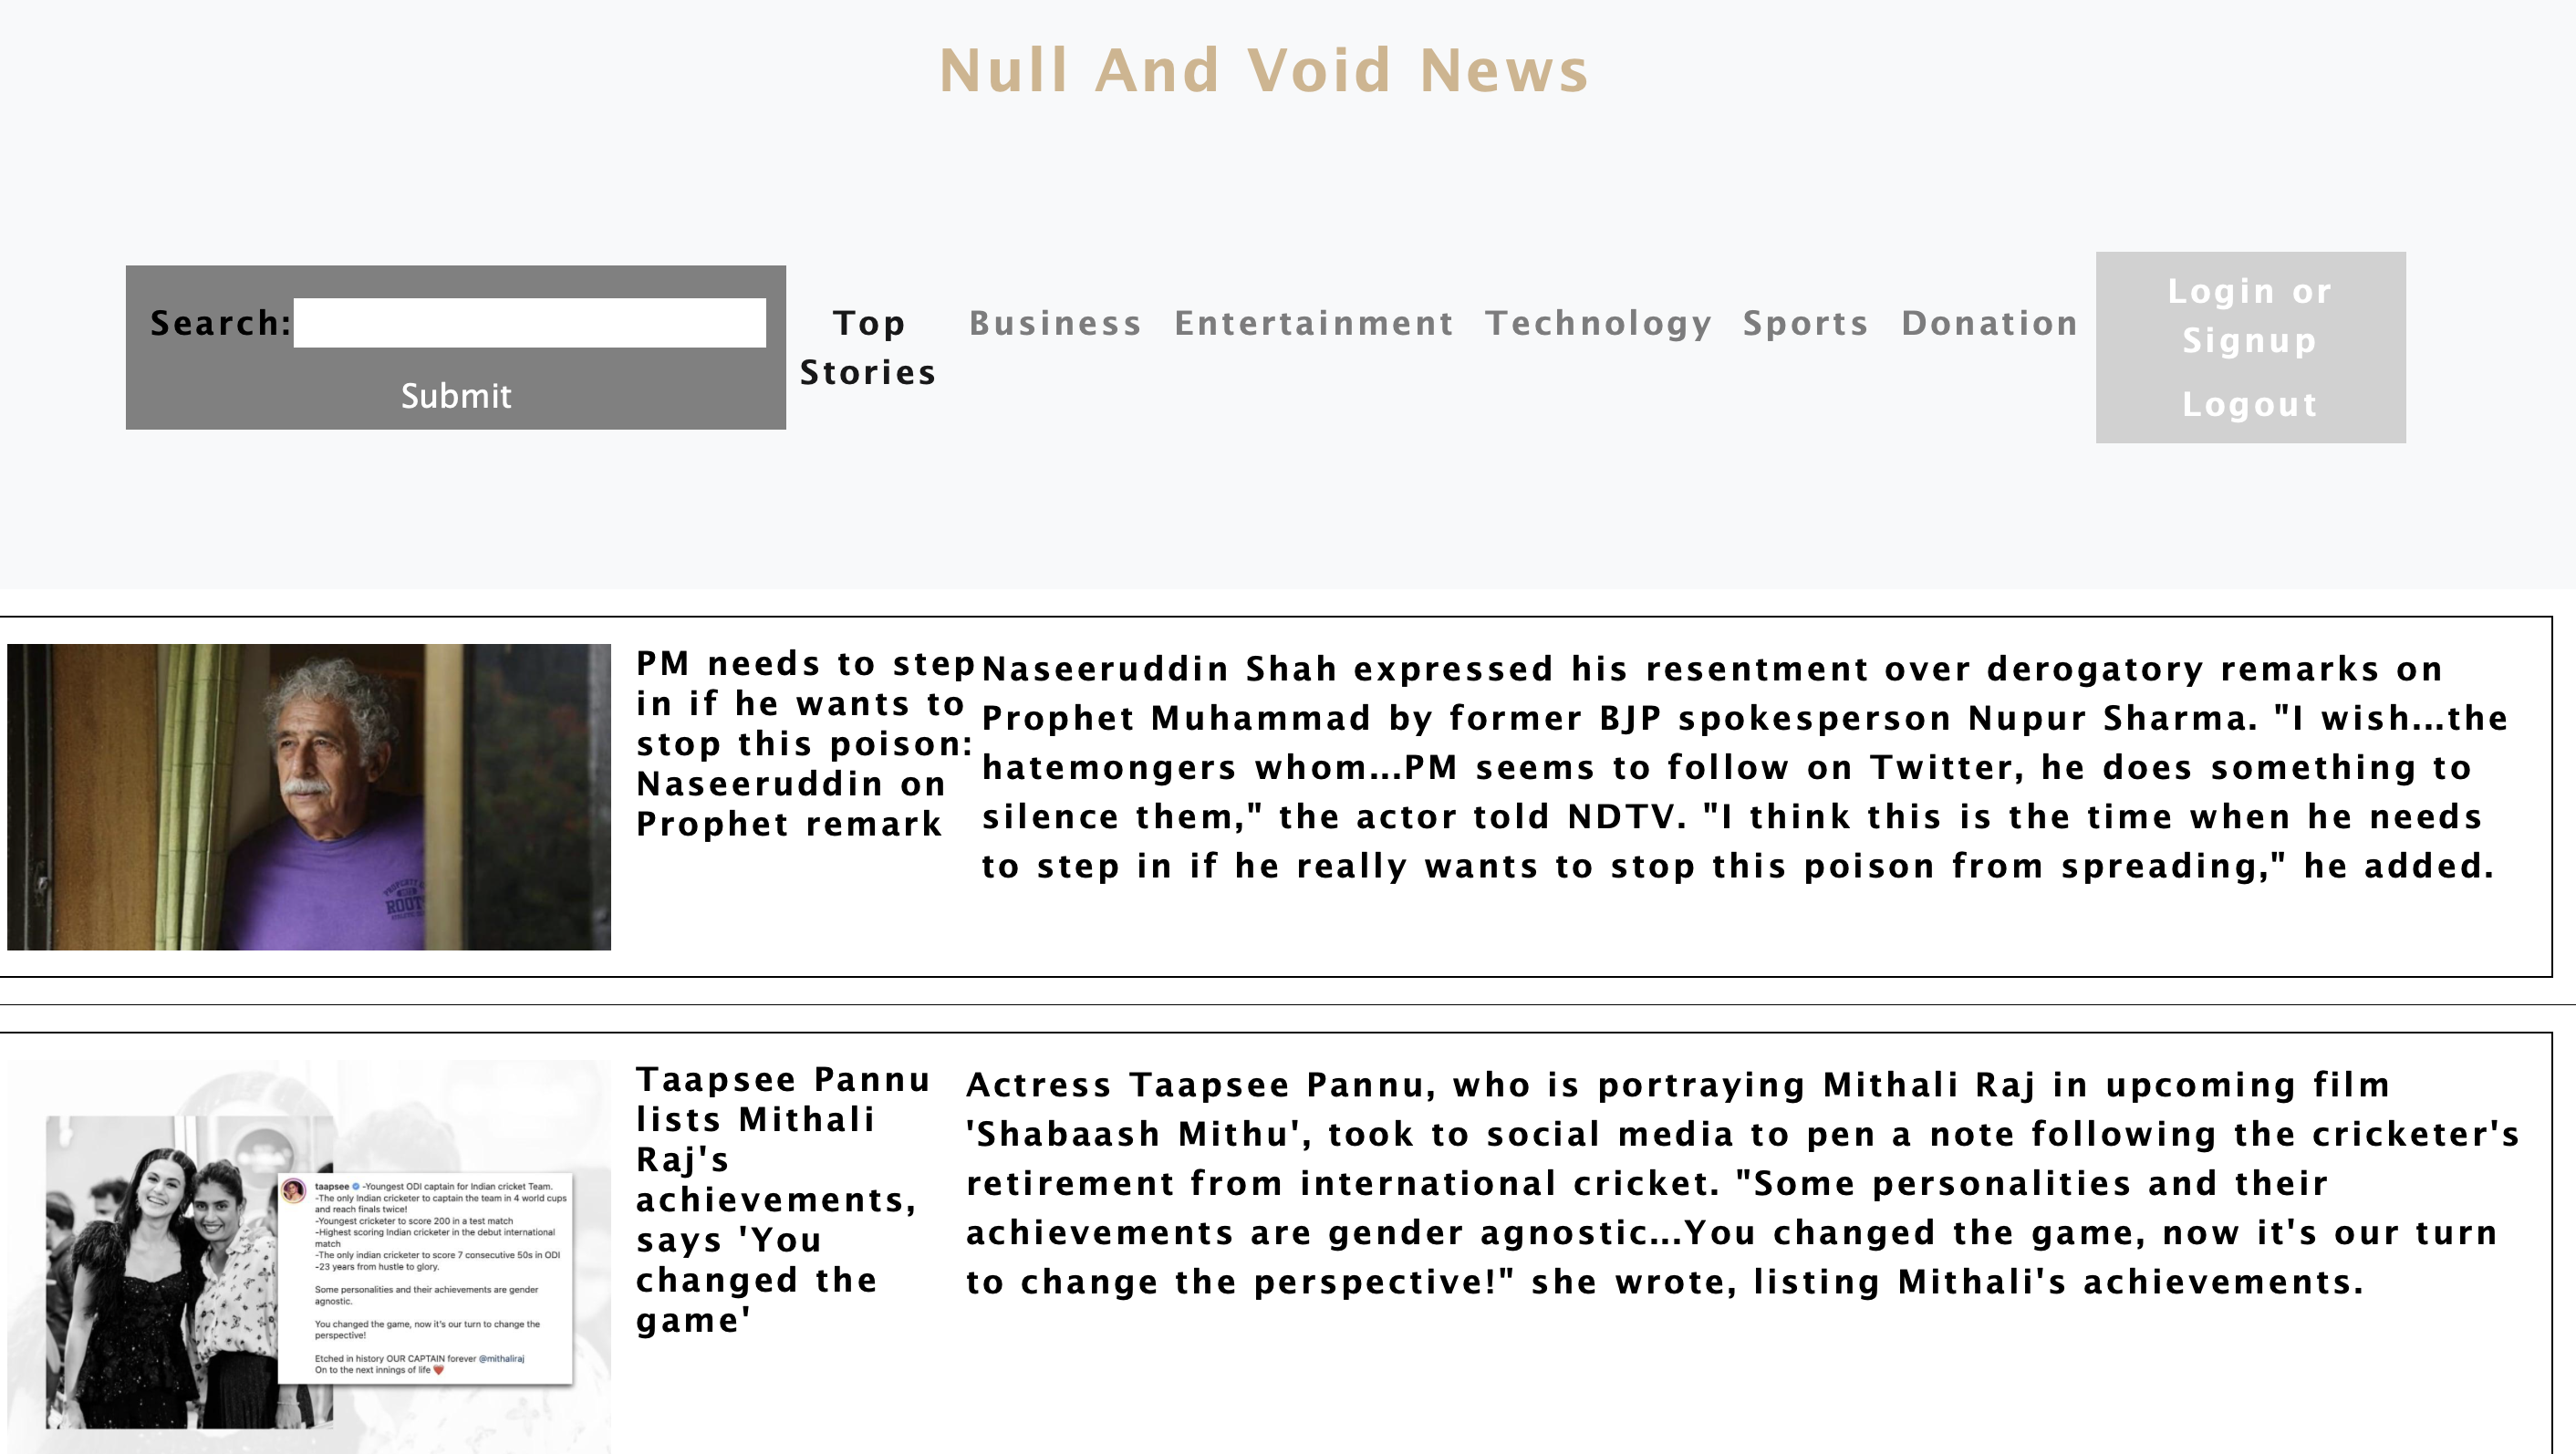 Null And Void News
Search:
Submit
Top
Stories
Business
Entertainment
Technology
Sports
Donation
Login or
Signup
Logout
PM needs to step
in if he wants to
stop this poison:
Naseeruddin on
Prophet remark
Naseeruddin Shah expressed his resentment over derogatory remarks on
Prophet Muhammad by former BJP spokesperson Nupur Sharma. "I wish...the
hatemongers whom...PM seems to follow on Twitter, he does something to
silence them," the actor told NDTV. "I think this is the time when he needs
to step in if he really wants to stop this poison from spreading," he added.
ROOT
Taapsee Pannu
lists Mithali
Raj's
achievements,
says 'You
changed the
game'
Actress Taapsee Pannu, who is portraying Mithali Raj in upcoming film
'Shabaash Mithu', took to social media to pen a note following the cricketer's
retirement from international cricket. "Some personalities and their
achievements are gender agnostic...You changed the game, now it's our turn
to change the perspective!" she wrote, listing Mithali's achievements.
taapsee -Youngest ODI captain for Indian cricket Team.
-The only Indian cricketer to captain the team in 4 world cups
and reach finals twice!
-Youngest cricketer to score 200 in a test match
-Highest scoring Indian cricketer in the debut international
match
-The only indian cricketer to score 7 consecutive 50s in ODI
-23 years from hustle to glory.
Some personalities and their achievements are gender
agnostic.
You changed the game, now it's our turn to change the
perspective!
Etched in history OUR CAPTAIN forever @mithaliraj
On to the next innings of life